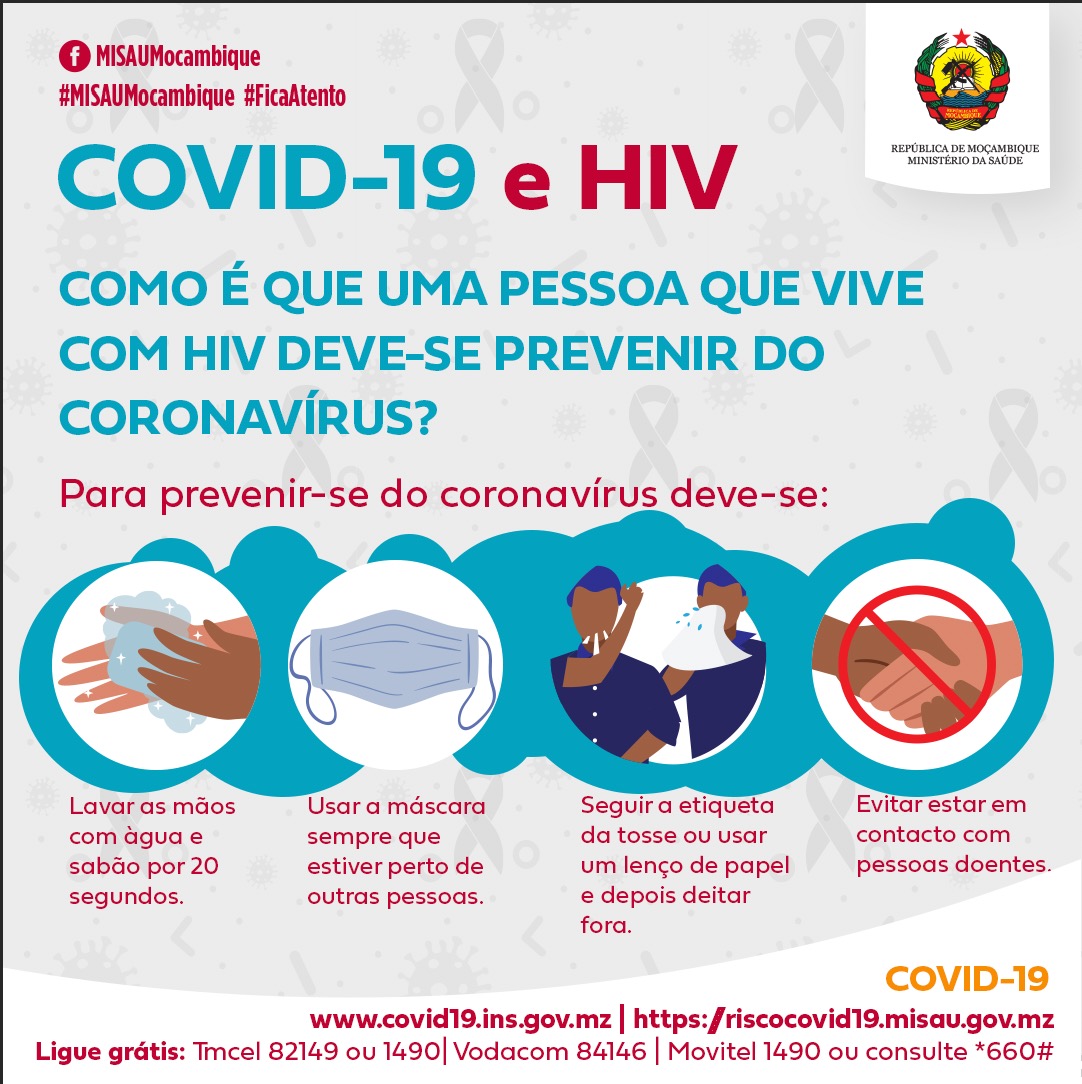 MISAUMocambique
#MISAUMocambique #FicaAtento
REPÚBLICA DE MOÇAMBIQUE
MINISTÉRIO DA SAÚDE
COVID-19 e HIV
COMO É QUE UMA PESSOA QUE VIVE
COM HIV DEVE-SE PREVENIR DO
CORONAVÍRUS?
Para prevenir-se do coronavírus deve-se:
Lavar as mãos
com àgua e
sabão por 20
segundos.
Usar a máscara
sempre que
estiver perto de
outras pessoas.
Seguir a etiqueta
da tosse ou usar
um lenço de papel
e depois deitar
fora.
Evitar estar em
contacto com
pessoas doentes.
COVID-19
www.covid19.ins.gov.mz | https://riscocovid19.misau.gov.mz
Ligue grátis: Tmcel 82149 ou 1490| Vodacom 84146 | Movitel 1490 ou consulte *660#